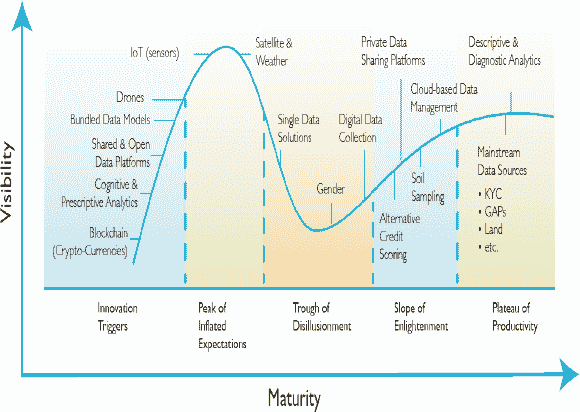 IoT (sensors)
Satellite &
Weather
Private Data
Sharing Platforms
Descriptive &
Diagnostic Analytics
Drones
Bundled Data Models
Shared & Open
Data Platforms
Cognitive &
Prescriptive Analytics
Blockchain
(Crypto-Currencies)
Single Data
Solutions
Digital Data
Collection
Gender
Cloud-based Data
Management
Soil
Sampling
Alternative
Credit
Scoring
Mainstream
Data Sources
• KYC
• GAPs
• Land
• etc.
Visibility
Innovation
Triggers
Peak of
Inflated
Expectations
Trough of
Disillusionment
Slope of
Enlightenment
Plateau of
Productivity
Maturity